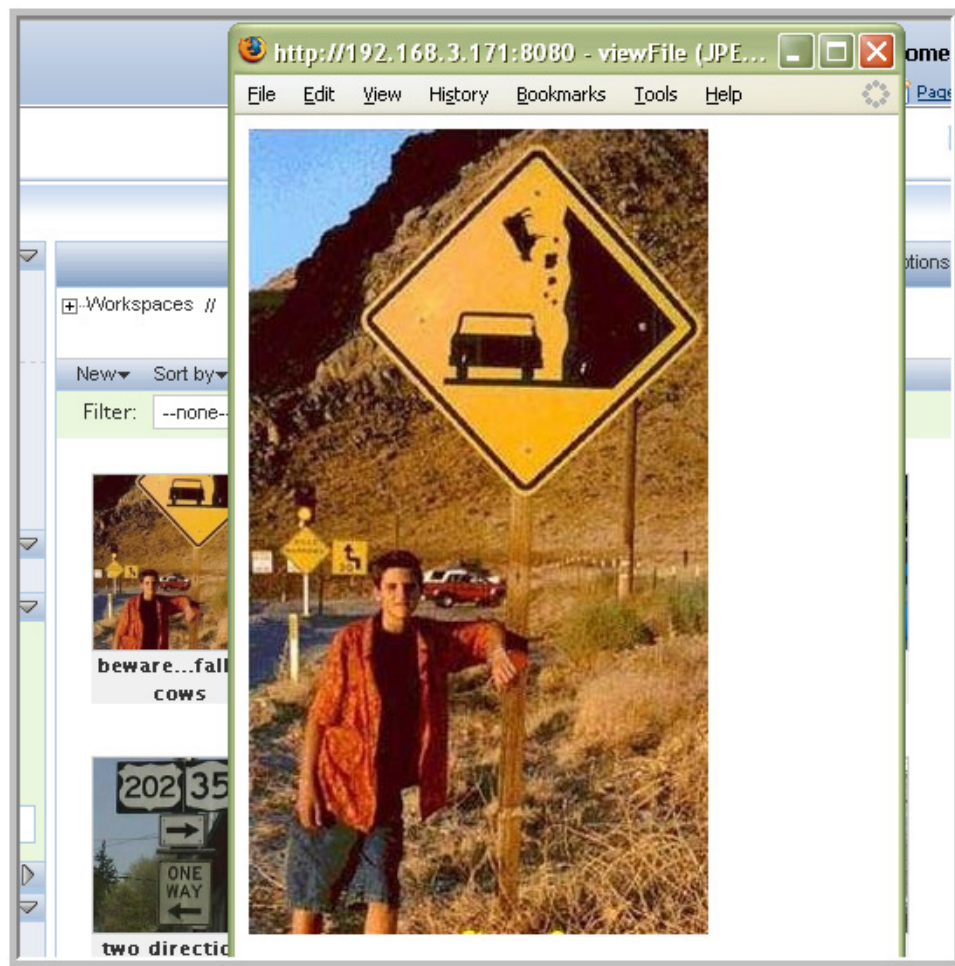 http://192.168.3.171:8080 - viewFile (JPE...
File Edit View History Bookmarks Tools Help
ome
Page
ptions
Workspaces //
New Sort by
Filter: --none--
beware...fall
cows
202 35
ONE
WAY
two directio